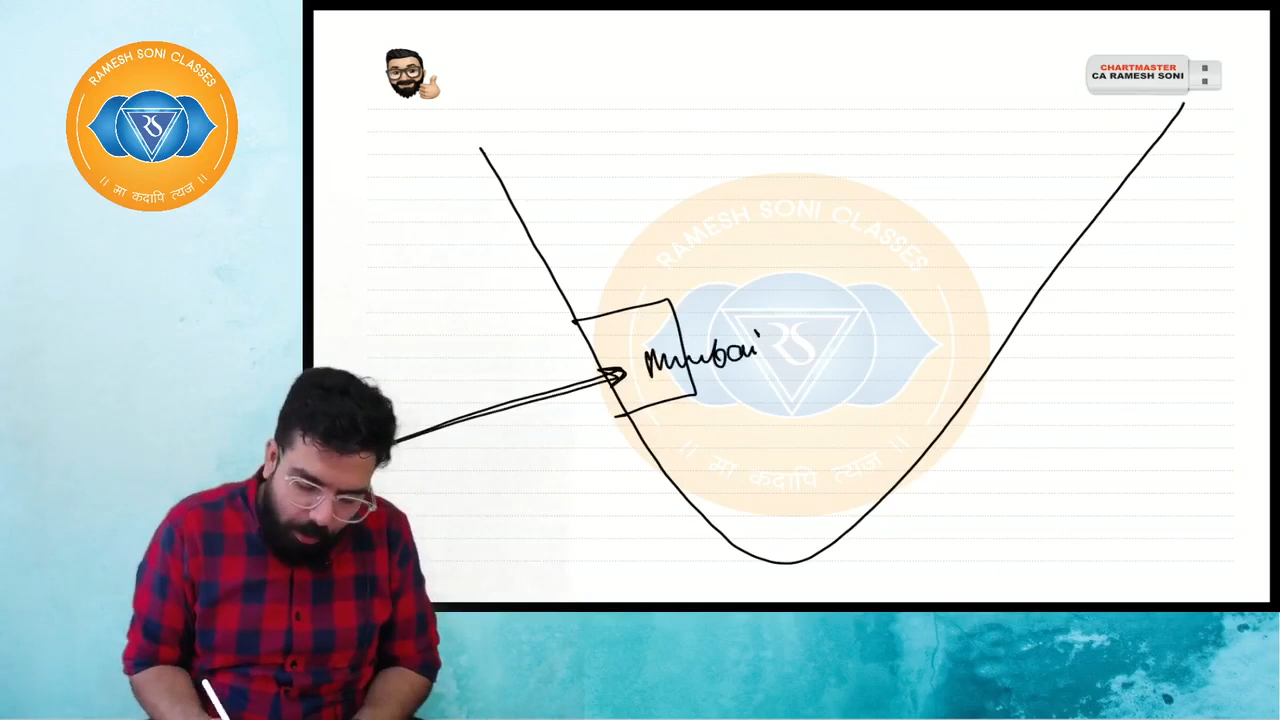 RAMESH SONI CLASSES
RS
॥ मा कदापि त्यज ॥
CHARTMASTER
CA RAMESH SONI
RAMESH SONI CLASSES
RS
॥ मा कदापि त्यज ॥
Mumbai